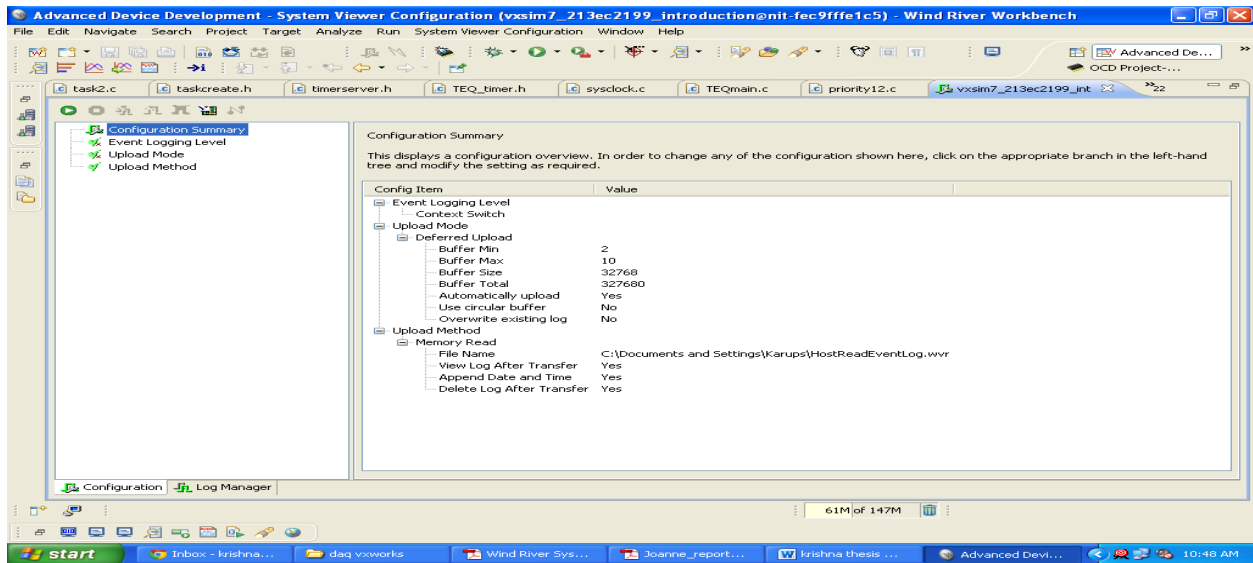 Advanced Device Development - System Viewer Configuration (vxsim7_213ec2199_introduction@nit-fec9fffe1c5) - Wind River Workbench
File Edit Navigate Search Project Target Analyze Run System Viewer Configuration Window Help
Advanced De...
OCD Project-...
task2.c taskcreate.h timerserver.h TEQ_timer.h sysclock.c TEQmain.c priority12.c vxsim7_213ec2199_int 22
Configuration Summary
Event Logging Level
Upload Mode
Upload Method
Configuration Summary
This displays a configuration overview. In order to change any of the configuration shown here, click on the appropriate branch in the left-hand
tree and modify the setting as required.
Config Item Value
Event Logging Level
Context Switch
Upload Mode
Deferred Upload
Buffer Min 2
Buffer Max 10
Buffer Size 32768
Buffer Total 327680
Automatically upload Yes
Use circular buffer No
Overwrite existing log No
Upload Method
Memory Read
File Name C:\Documents and Settings\Karups\HostReadEventLog.wvr
View Log After Transfer Yes
Append Date and Time Yes
Delete Log After Transfer Yes
Configuration Log Manager
61M of 147M
start Inbox - krishna... daq vxworks Wind River Sys... Joanne_report... krishna thesis ... Advanced Devi... 10:48 AM